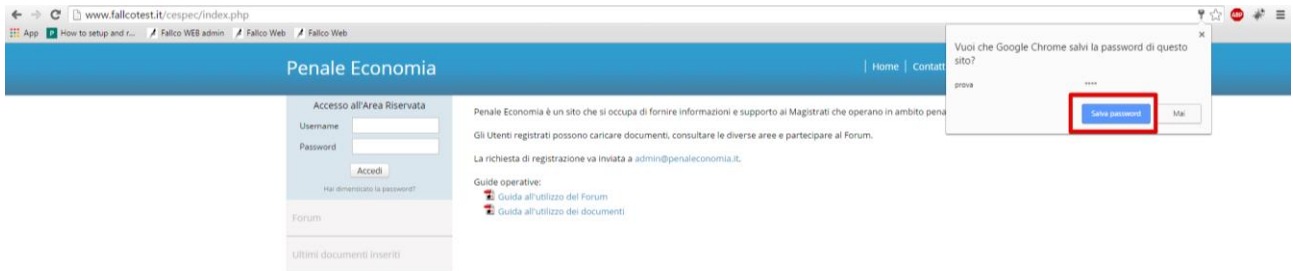 www.fallcotest.it/cespec/index.php
App How to setup and r... Fallco WEB admin Fallco Web Fallco Web
Vuoi che Google Chrome salvi la password di questo
sito?
prova ••••
Salva password Mai
Penale Economia
| Home | Contatt
Accesso all'Area Riservata
Username
Password
Accedi
Hai dimenticato la password?
Forum
Ultimi documenti inseriti
Penale Economia è un sito che si occupa di fornire informazioni e supporto ai Magistrati che operano in ambito pena
Gli Utenti registrati possono caricare documenti, consultare le diverse aree e partecipare al Forum.
La richiesta di registrazione va inviata a admin@penaleconomia.it.
Guide operative:
Guida all'utilizzo del Forum
Guida all'utilizzo dei documenti